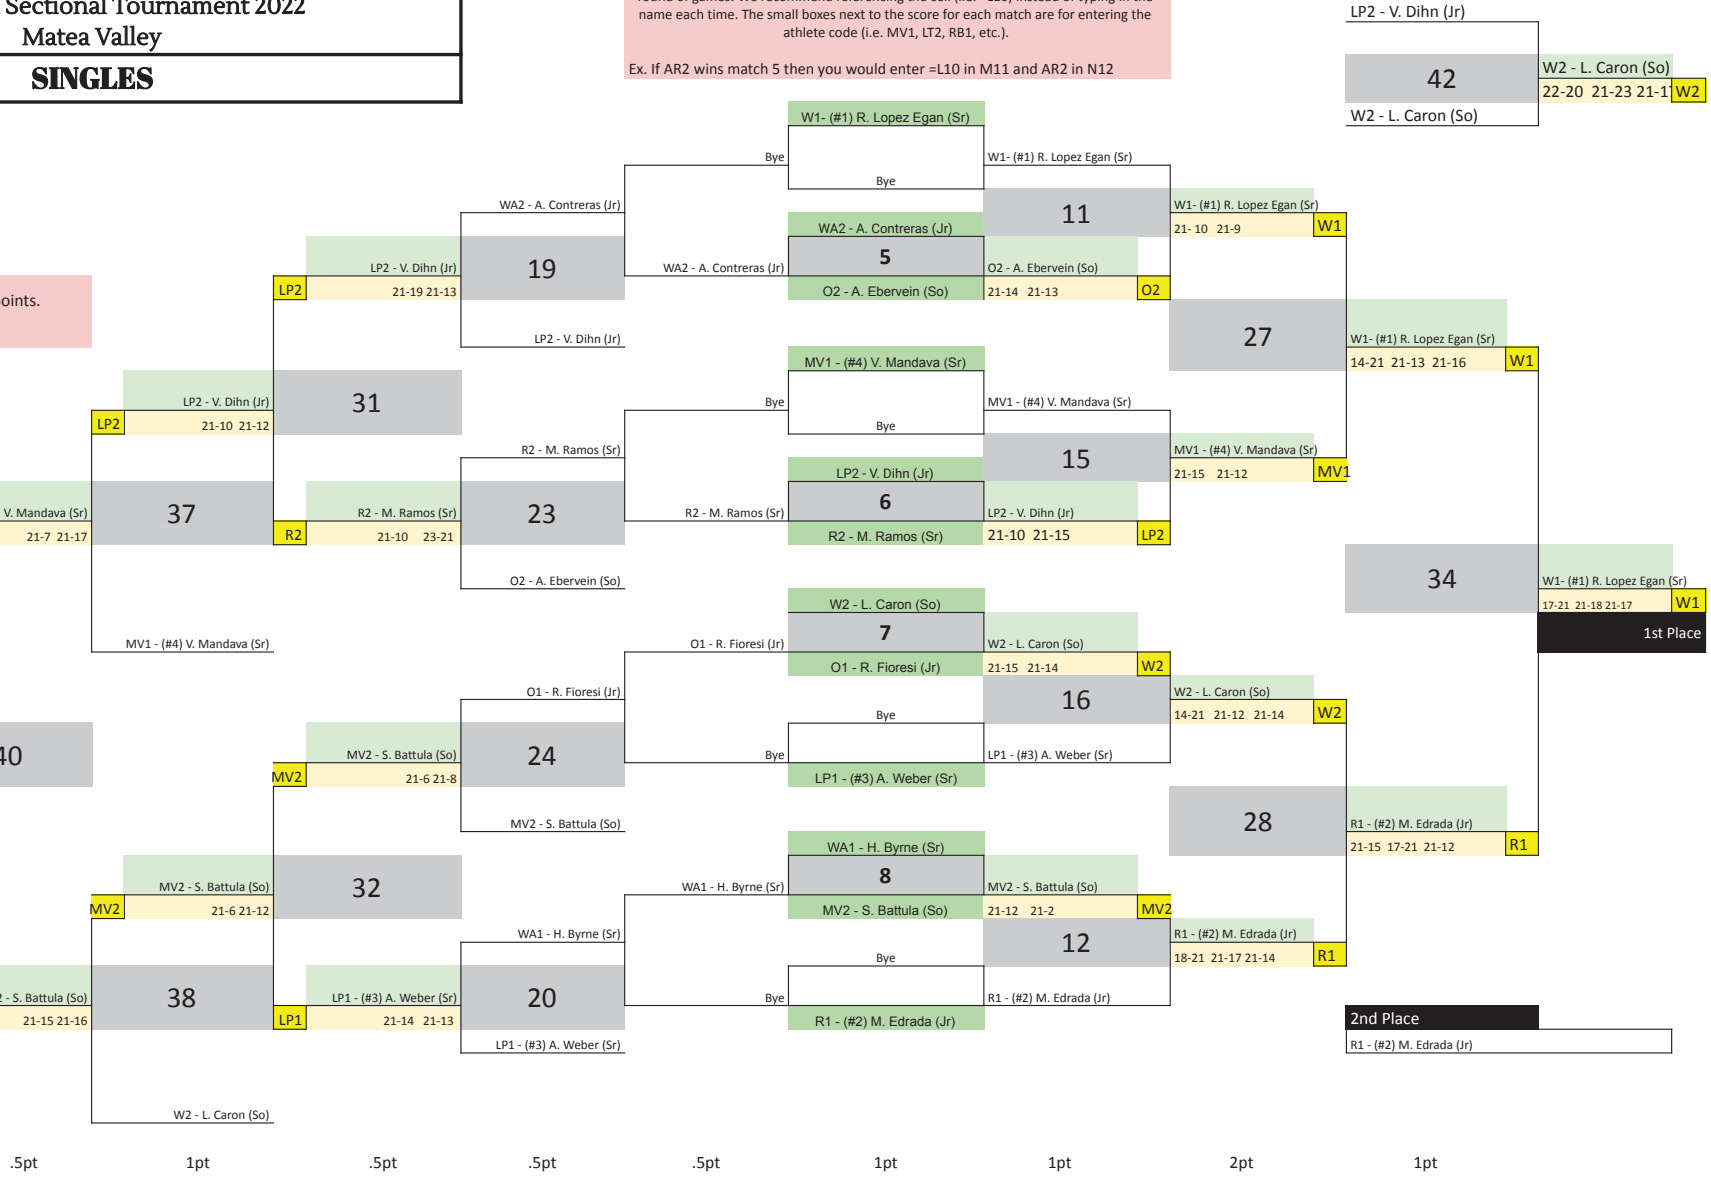 Sectional Tournament 2022
Matea Valley
SINGLES
name each time. The small boxes next to the score for each match are for entering the
athlete code (i.e. MV1, LT2, RB1, etc.).
Ex. If AR2 wins match 5 then you would enter =L10 in M11 and AR2 in N12
LP2 - V. Dihn (Jr)
42
W2 - L. Caron (So)
22-20 21-23 21-1
W2
W2 - L. Caron (So)
W1- (#1) R. Lopez Egan (Sr)
Bye
W1- (#1) R. Lopez Egan (Sr)
Bye
WA2 - A. Contreras (Jr)
11
W1- (#1) R. Lopez Egan (Sr)
21- 10 21-9
W1
WA2 - A. Contreras (Jr)
5
LP2 - V. Dihn (Jr)
19
WA2 - A. Contreras (Jr)
O2 - A. Ebervein (So)
LP2
21-19 21-13
O2 - A. Ebervein (So)
21-14 21-13
O2
oints.
LP2 - V. Dihn (Jr)
27
W1- (#1) R. Lopez Egan (Sr)
14-21 21-13 21-16
W1
MV1 - (#4) V. Mandava (Sr)
LP2 - V. Dihn (Jr)
31
Bye
MV1 - (#4) V. Mandava (Sr)
LP2
21-10 21-12
Bye
R2 - M. Ramos (Sr)
15
MV1 - (#4) V. Mandava (Sr)
21-15 21-12
MV1
LP2 - V. Dihn (Jr)
6
V. Mandava (Sr)
37
R2 - M. Ramos (Sr)
23
R2 - M. Ramos (Sr)
LP2 - V. Dihn (Jr)
21-7 21-17
R2
21-10 23-21
R2 - M. Ramos (Sr)
21-10 21-15
LP2
O2 - A. Ebervein (So)
34
W1- (#1) R. Lopez Egan (Sr)
17-21 21-18 21-17
W1
1st Place
W2 - L. Caron (So)
7
MV1 - (#4) V. Mandava (Sr)
O1 - R. Fioresi (Jr)
W2 - L. Caron (So)
O1 - R. Fioresi (Jr)
21-15 21-14
W2
O1 - R. Fioresi (Jr)
16
W2 - L. Caron (So)
14-21 21-12 21-14
W2
Bye
40
MV2 - S. Battula (So)
24
Bye
LP1 - (#3) A. Weber (Sr)
MV2
21-6 21-8
LP1 - (#3) A. Weber (Sr)
MV2 - S. Battula (So)
28
R1 - (#2) M. Edrada (Jr)
21-15 17-21 21-12
R1
WA1 - H. Byrne (Sr)
8
MV2 - S. Battula (So)
32
WA1 - H. Byrne (Sr)
MV2 - S. Battula (So)
MV2
21-6 21-12
MV2 - S. Battula (So)
21-12 21-2
MV2
WA1 - H. Byrne (Sr)
12
R1 - (#2) M. Edrada (Jr)
18-21 21-17 21-14
R1
Bye
- S. Battula (So)
38
LP1 - (#3) A. Weber (Sr)
20
Bye
R1 - (#2) M. Edrada (Jr)
21-15 21-16
LP1
21-14 21-13
R1 - (#2) M. Edrada (Jr)
2nd Place
LP1 - (#3) A. Weber (Sr)
R1 - (#2) M. Edrada (Jr)
W2 - L. Caron (So)
.5pt 1pt .5pt .5pt .5pt 1pt 1pt 2pt 1pt